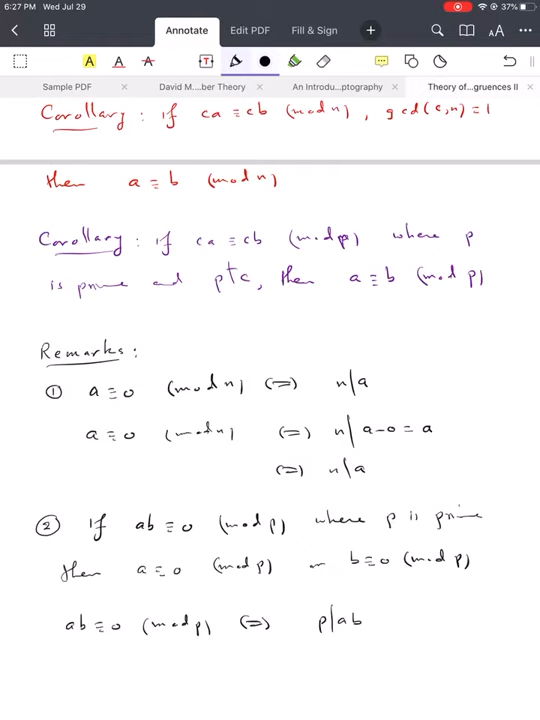 6:27 PM Wed Jul 29 37%
Annotate Edit PDF Fill & Sign
Sample PDF David M....ber Theory An Introdu...ptography Theory of...gruences II
Corollary : if ca ≡ cb (mod n) , gcd(c,n) = 1
then a ≡ b (mod n)
Corollary : if ca ≡ cb (mod p) where p
is prime and p∤c, then a ≡ b (mod p)
Remarks :
① a ≡ 0 (mod n) ⟺ n|a
a ≡ 0 (mod n) ⟺ n| a-0 = a
⟺ n|a
② If ab ≡ 0 (mod p) where p is prime
then a ≡ 0 (mod p) or b ≡ 0 (mod p)
ab ≡ 0 (mod p) ⟺ p|ab